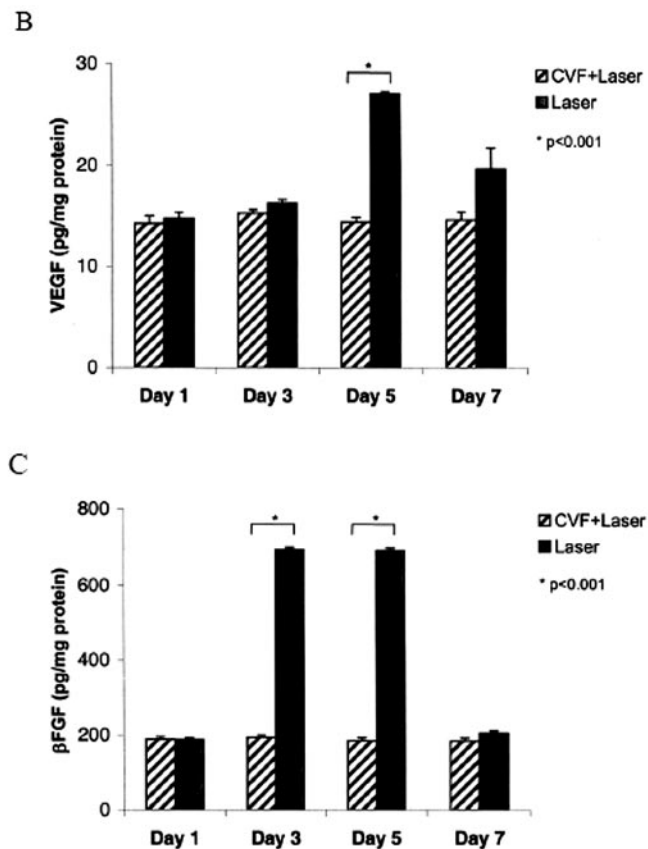 B
30
20
10
0
VEGF (pg/mg protein)
*
CVF+Laser
Laser
* p<0.001
Day 1 Day 3 Day 5 Day 7
C
800
600
400
200
0
βFGF (pg/mg protein)
* *
CVF+Laser
Laser
* p<0.001
Day 1 Day 3 Day 5 Day 7